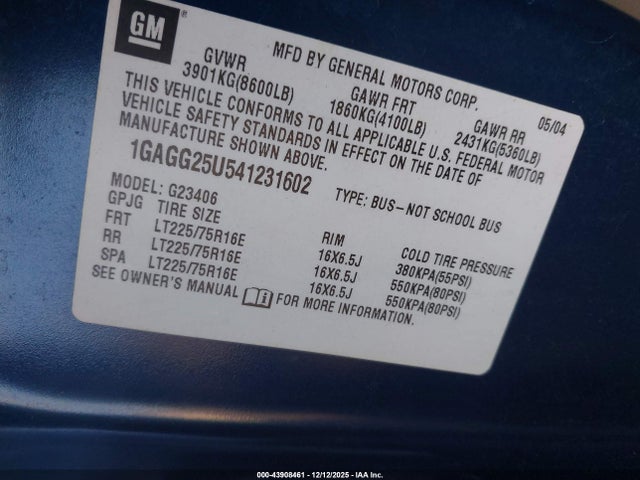 GM
®
MFD BY GENERAL MOTORS CORP. 05/04
GVWR GAWR FRT GAWR RR
3901KG(8600LB) 1860KG(4100LB) 2431KG(5360LB)
THIS VEHICLE CONFORMS TO ALL APPLICABLE U.S. FEDERAL MOTOR
VEHICLE SAFETY STANDARDS IN EFFECT ON THE DATE OF
MANUFACTURE SHOWN ABOVE.
1GAGG25U541231602
TYPE: BUS–NOT SCHOOL BUS
MODEL: G23406
GPJG TIRE SIZE RIM COLD TIRE PRESSURE
FRT LT225/75R16E 16X6.5J 380KPA(55PSI)
RR LT225/75R16E 16X6.5J 550KPA(80PSI)
SPA LT225/75R16E 16X6.5J 550KPA(80PSI)
SEE OWNER'S MANUAL FOR MORE INFORMATION.
000-43908461 - 12/12/2025 - IAA Inc.